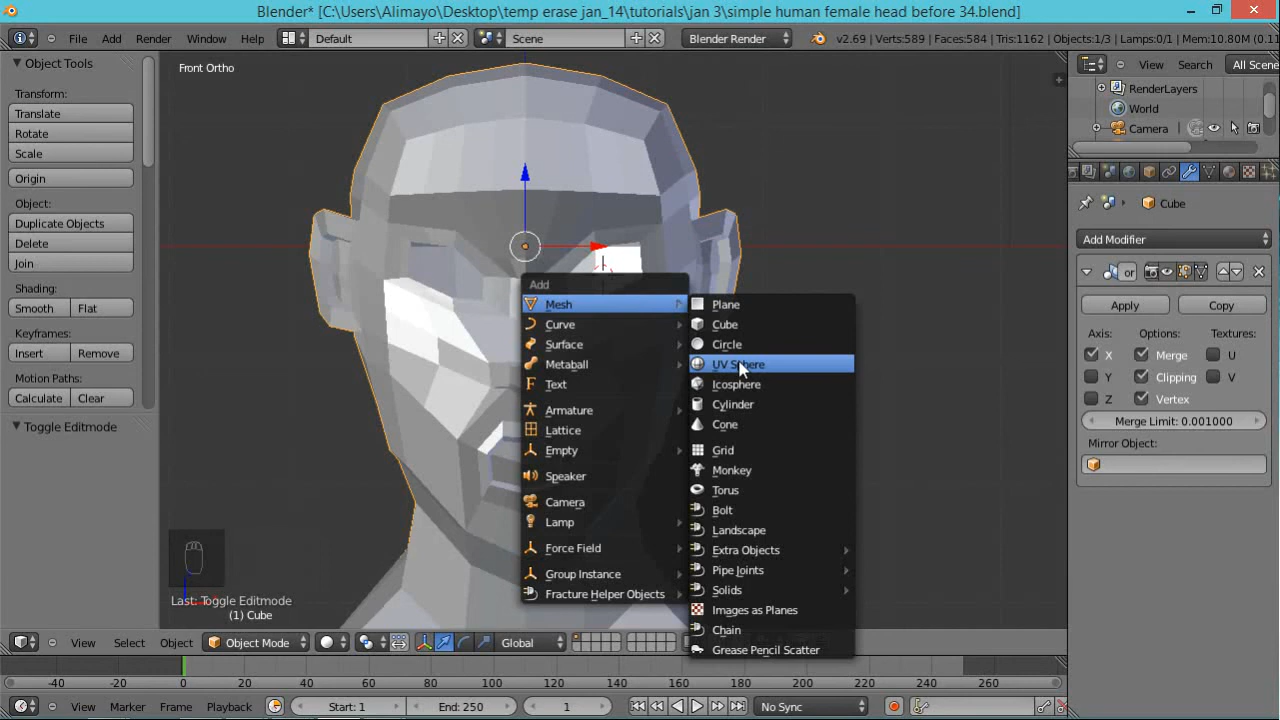 Blender* [C:\Users\Alimayo\Desktop\temp erase jan_14\tutorials\jan 3\simple human female head before 34.blend]
File Add Render Window Help Default Scene Blender Render v2.69 | Verts:589 | Faces:584 | Tris:1162 | Objects:1/3 | Lamps:0/1 | Mem:10.80M (0.11
Object Tools
Transform:
Translate
Rotate
Scale
Origin
Object:
Duplicate Objects
Delete
Join
Shading:
Smooth Flat
Keyframes:
Insert Remove
Motion Paths:
Calculate Clear
Toggle Editmode
Front Ortho
Last: Toggle Editmode
(1) Cube
Add
Mesh
Curve
Surface
Metaball
Text
Armature
Lattice
Empty
Speaker
Camera
Lamp
Force Field
Group Instance
Fracture Helper Objects
Plane
Cube
Circle
UV Sphere
Icosphere
Cylinder
Cone
Grid
Monkey
Torus
Bolt
Landscape
Extra Objects
Pipe Joints
Solids
Images as Planes
Chain
Grease Pencil Scatter
View Search All Scene
RenderLayers
World
Camera
Cube
Add Modifier
or
Apply Copy
Axis: Options: Textures:
X Merge U
Y Clipping V
Z Vertex
Merge Limit: 0.001000
Mirror Object:
View Select Object Object Mode Global
-40 -20 0 20 40 60 80 100 120 140 160 180 200 220 240 260
View Marker Frame Playback Start: 1 End: 250 1 No Sync